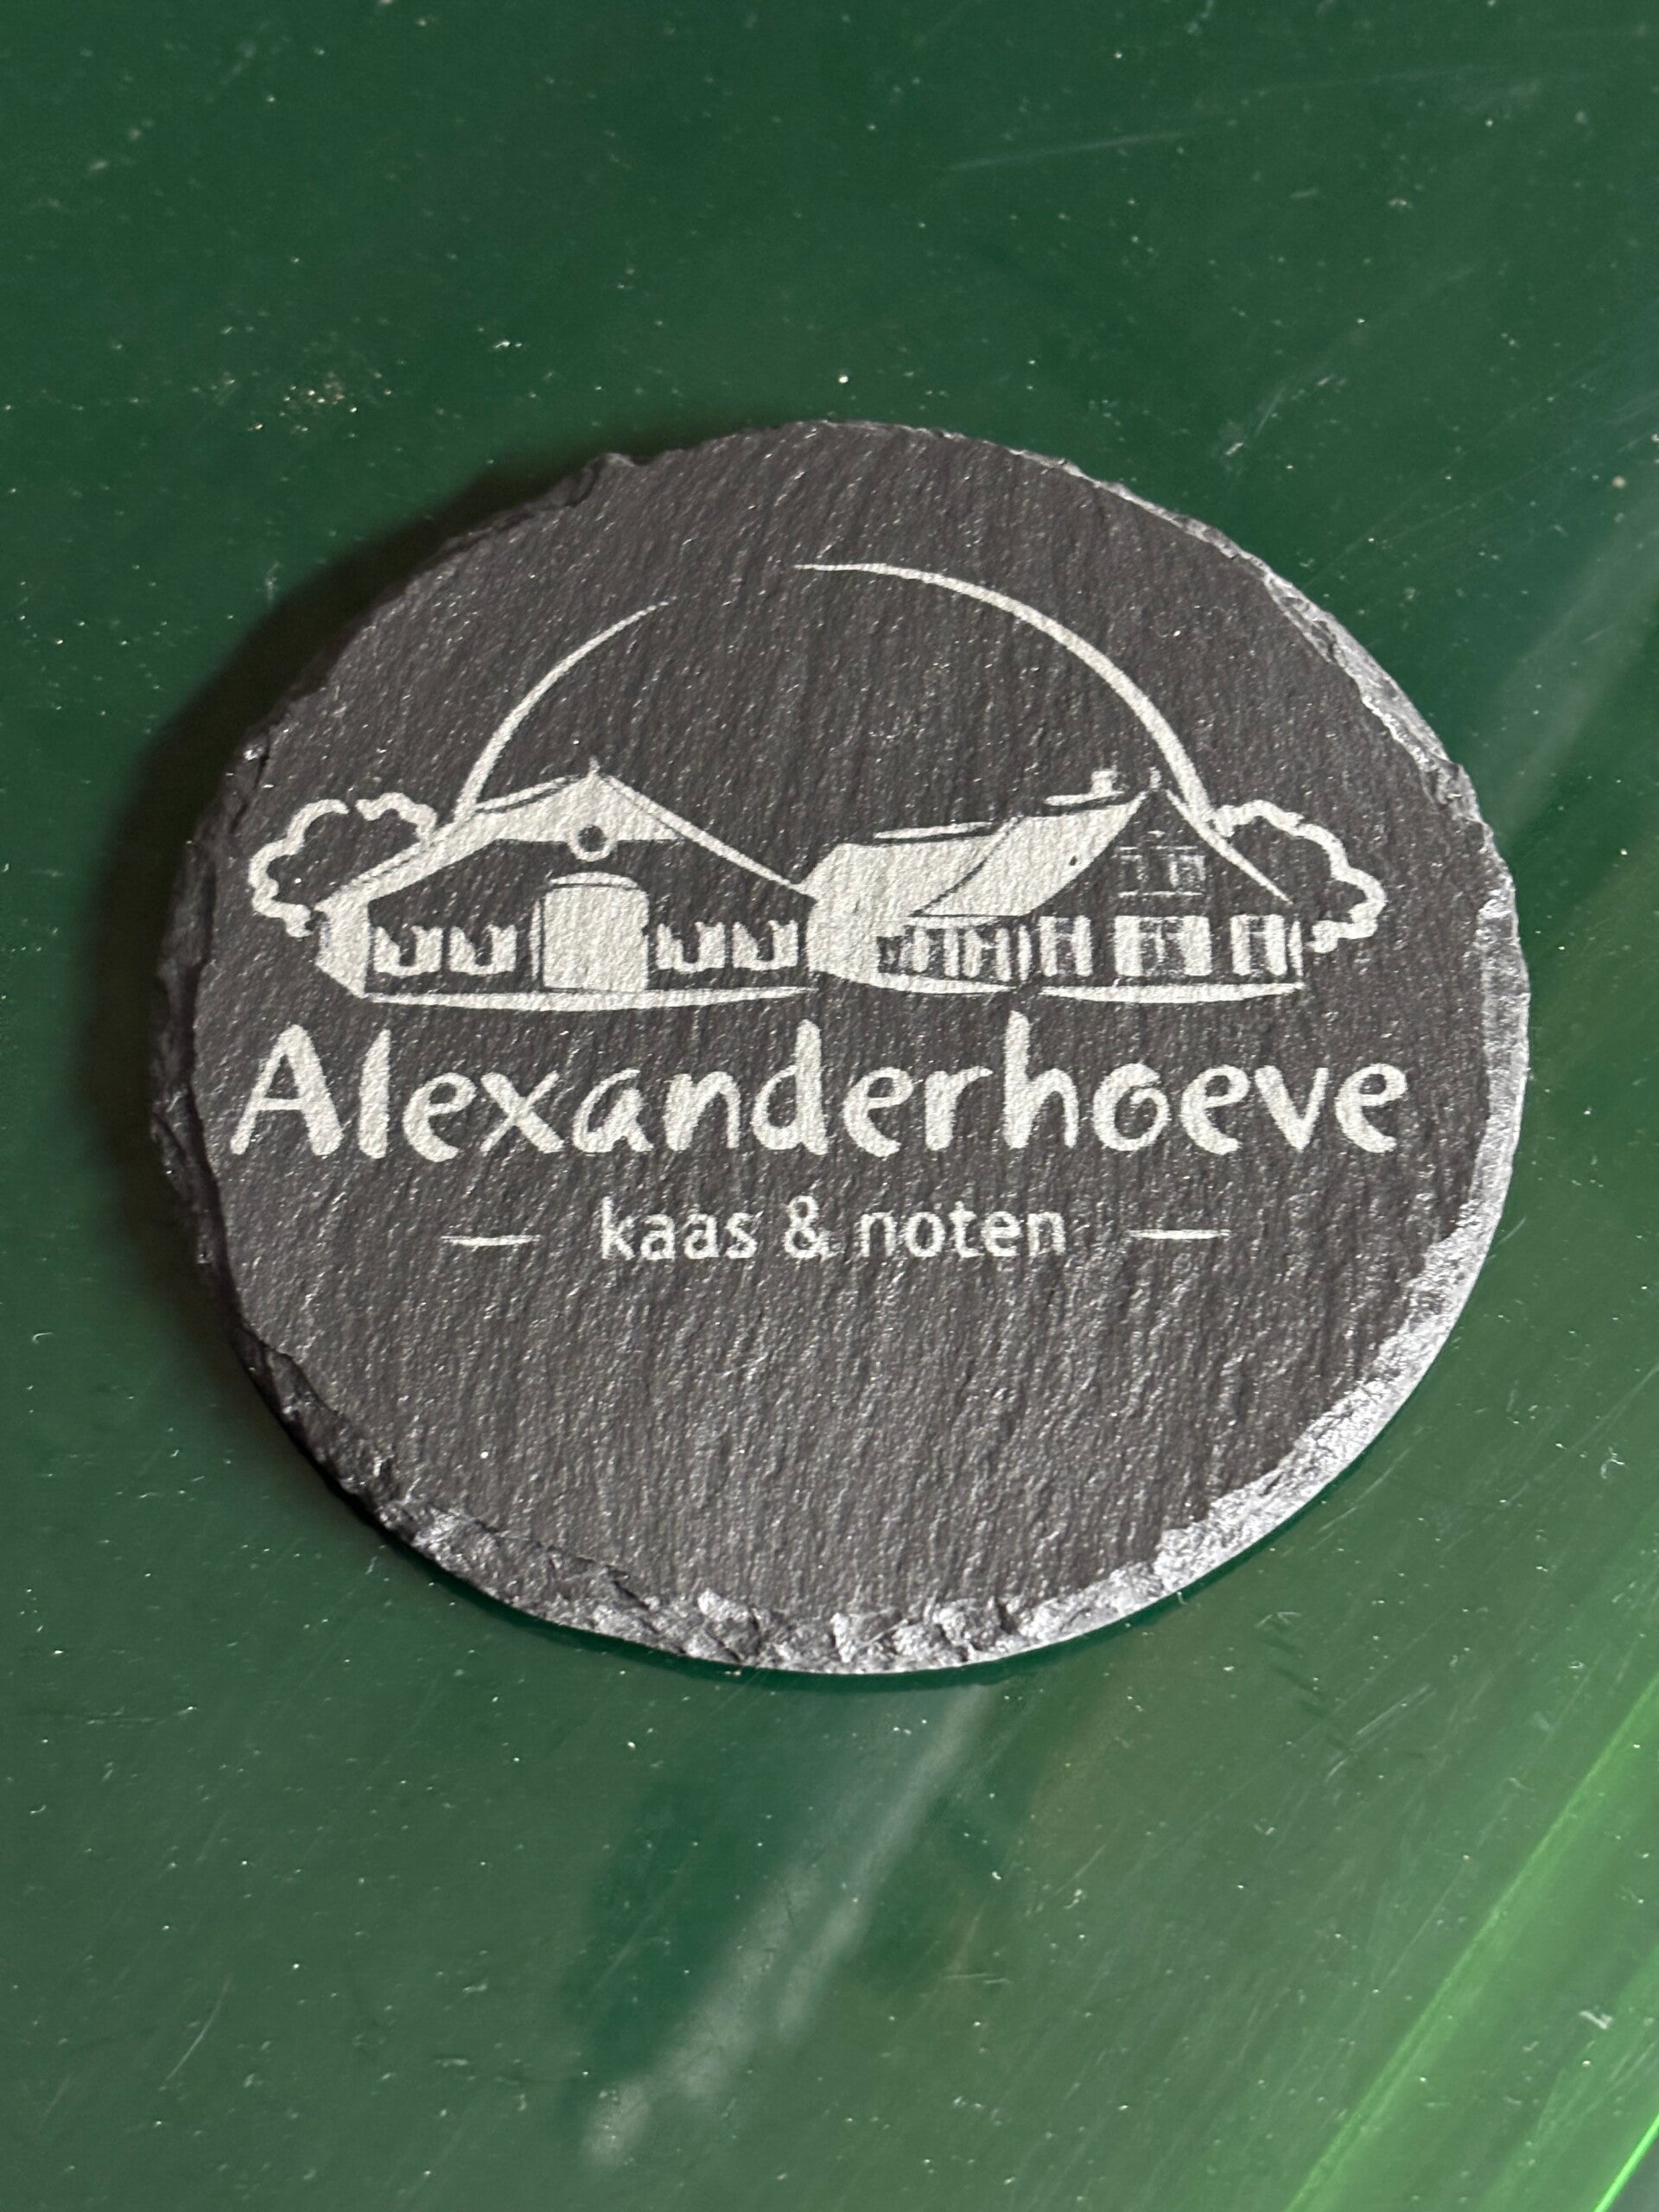 Alexanderhoeve
kaas & noten